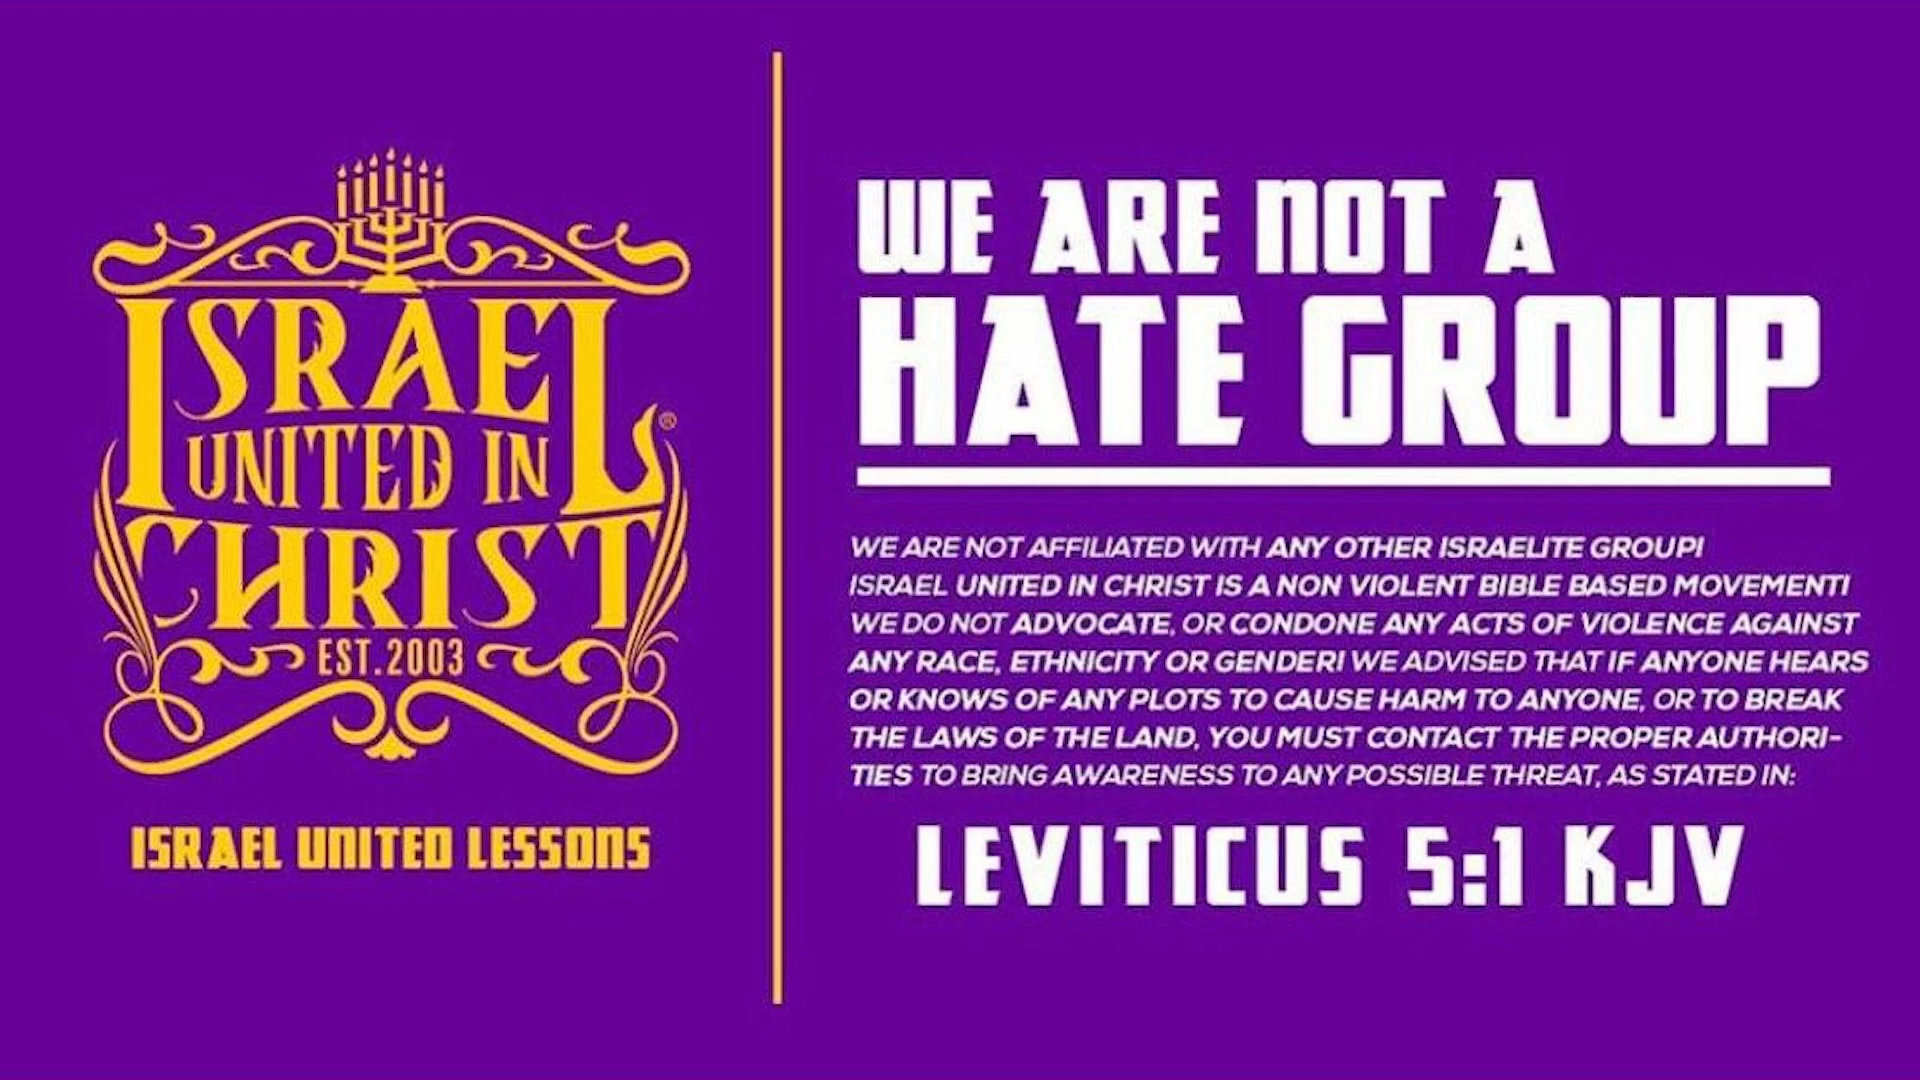 ISRAEL
UNITED IN
CHRIST
®
EST.2003
ISRAEL UNITED LESSONS
WE ARE NOT A
HATE GROUP
WE ARE NOT AFFILIATED WITH ANY OTHER ISRAELITE GROUP!
ISRAEL UNITED IN CHRIST IS A NON VIOLENT BIBLE BASED MOVEMENT!
WE DO NOT ADVOCATE, OR CONDONE ANY ACTS OF VIOLENCE AGAINST
ANY RACE, ETHNICITY OR GENDER! WE ADVISED THAT IF ANYONE HEARS
OR KNOWS OF ANY PLOTS TO CAUSE HARM TO ANYONE, OR TO BREAK
THE LAWS OF THE LAND, YOU MUST CONTACT THE PROPER AUTHORI-
TIES TO BRING AWARENESS TO ANY POSSIBLE THREAT, AS STATED IN:
LEVITICUS 5:1 KJV